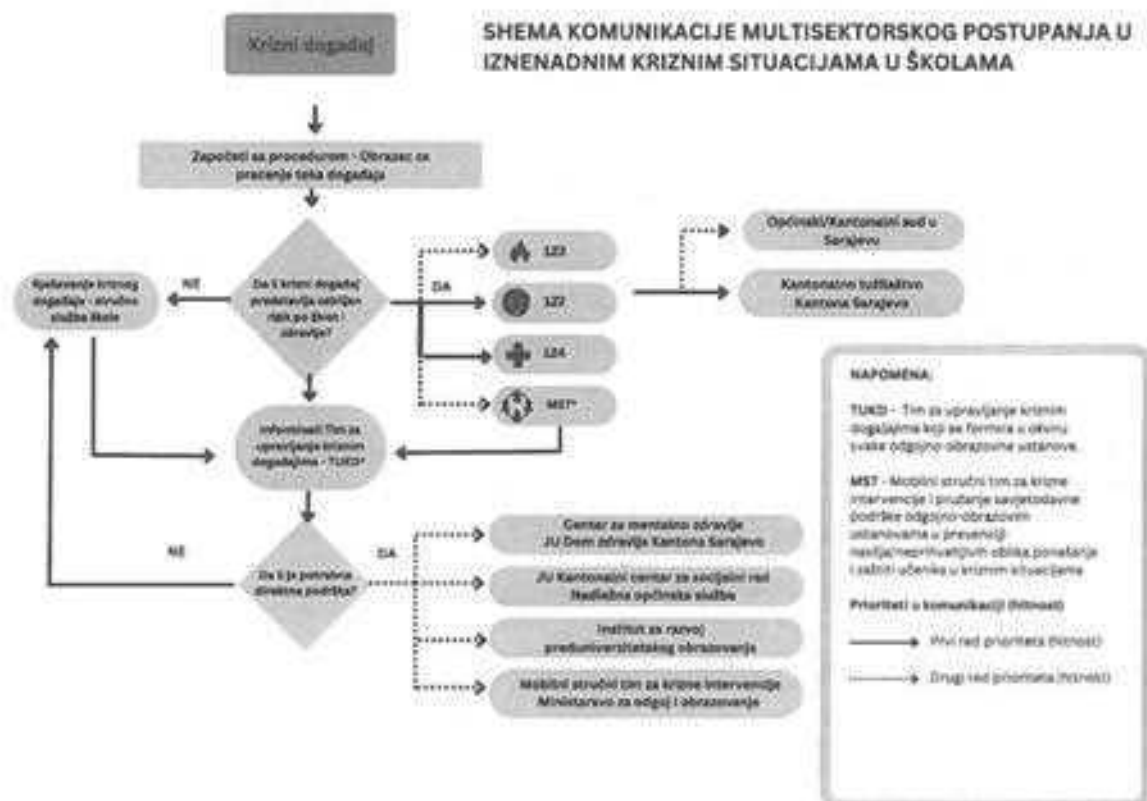 SHEMA KOMUNIKACIJE MULTISEKTORSKOG POSTUPANJA U
IZNENADNIM KRIZNIM SITUACIJAMA U ŠKOLAMA
Krizni događaj
Započeti sa procedurom - Obrazac za
praćenje toka događaja
Da li krizni događaj
predstavlja ozbiljan
rizik po život i
zdravlje?
NE
Rješavanje kriznog
događaja - stručna
služba škole
DA
123
122
124
MST*
Općinski/Kantonalni sud u
Sarajevu
Kantonalno tužilaštvo
Kantona Sarajevo
Informisati Tim za
upravljanje kriznim
događajima - TUKD*
Da li je potrebna
direktna podrška?
NE
DA
Centar za mentalno zdravlje
JU Dom zdravlja Kantona Sarajevo
JU Kantonalni centar za socijalni rad
Nadležna općinska služba
Institut za razvoj
preduniverzitetskog obrazovanja
Mobilni stručni tim za krizne intervencije
Ministarstvo za odgoj i obrazovanje
NAPOMENA:
TUKD - Tim za upravljanje kriznim
događajima koji se formira u okviru
svake odgojno-obrazovne ustanove.
MST - Mobilni stručni tim za krizne
intervencije i pružanje savjetodavne
podrške odgojno-obrazovnim
ustanovama u prevenciji
nasilja/neprihvatljivih oblika ponašanja
i zaštiti učenika u kriznim situacijama
Prioriteti u komunikaciji (hitnost)
Prvi red prioriteta (hitnost)
Drugi red prioriteta (hitnost)